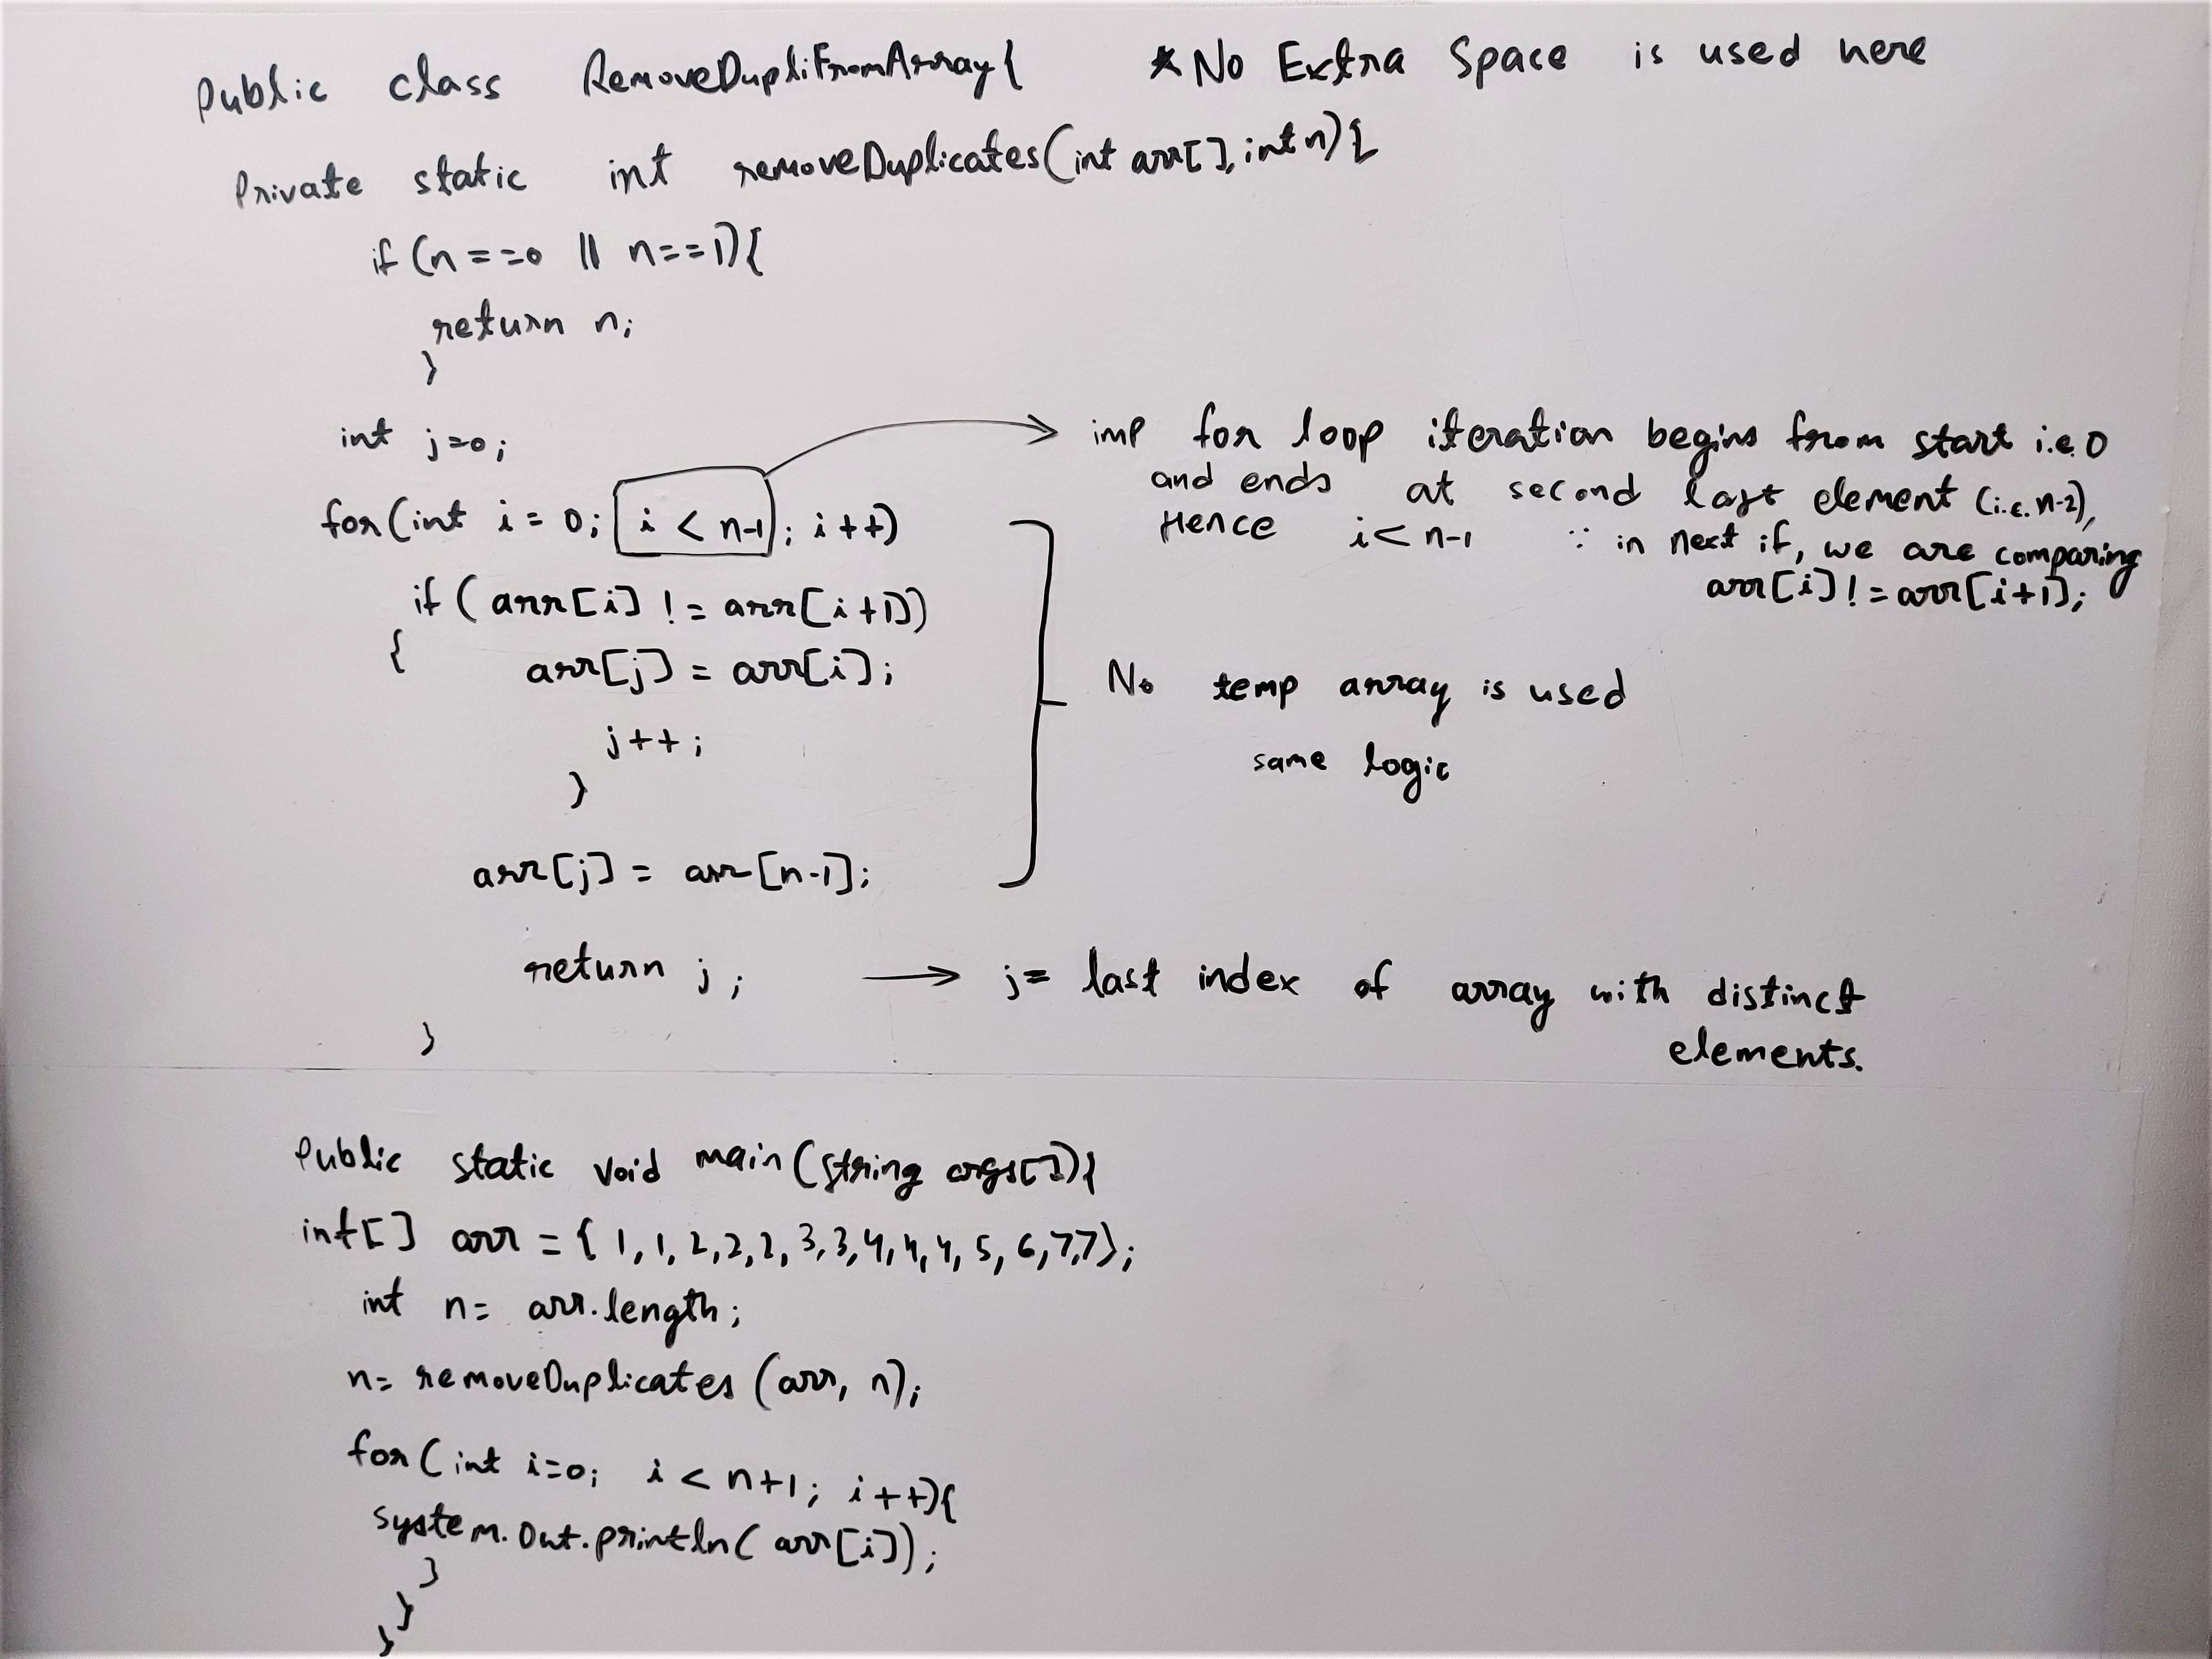 Public class RemoveDupliFromArray{ * No Extra Space is used here
Private static int removeDuplicates(int arr[], int n){
if (n==0 || n==1){
return n;
}
int j=0;
for(int i = 0; i < n-1; i++)
imp for loop iteration begins from start i.e 0
and ends at second last element (i.e. n-2),
Hence i< n-1 ∵ in next if, we are comparing
arr[i] != arr[i+1];
if ( arr[i] != arr[i+1])
{ arr[j] = arr[i];
j++;
}
arr[j] = arr[n-1];
No temp array is used
same logic
return j; → j= last index of array with distinct
elements.
}
Public static void main(string args[]){
int[] arr = { 1, 1, 2, 2, 2, 3, 3, 4, 4, 4, 5, 6, 7, 7};
int n= arr.length;
n= removeDuplicates (arr, n);
for( int i=0; i < n+1; i++){
system.out.println( arr[i]);
}
}
}